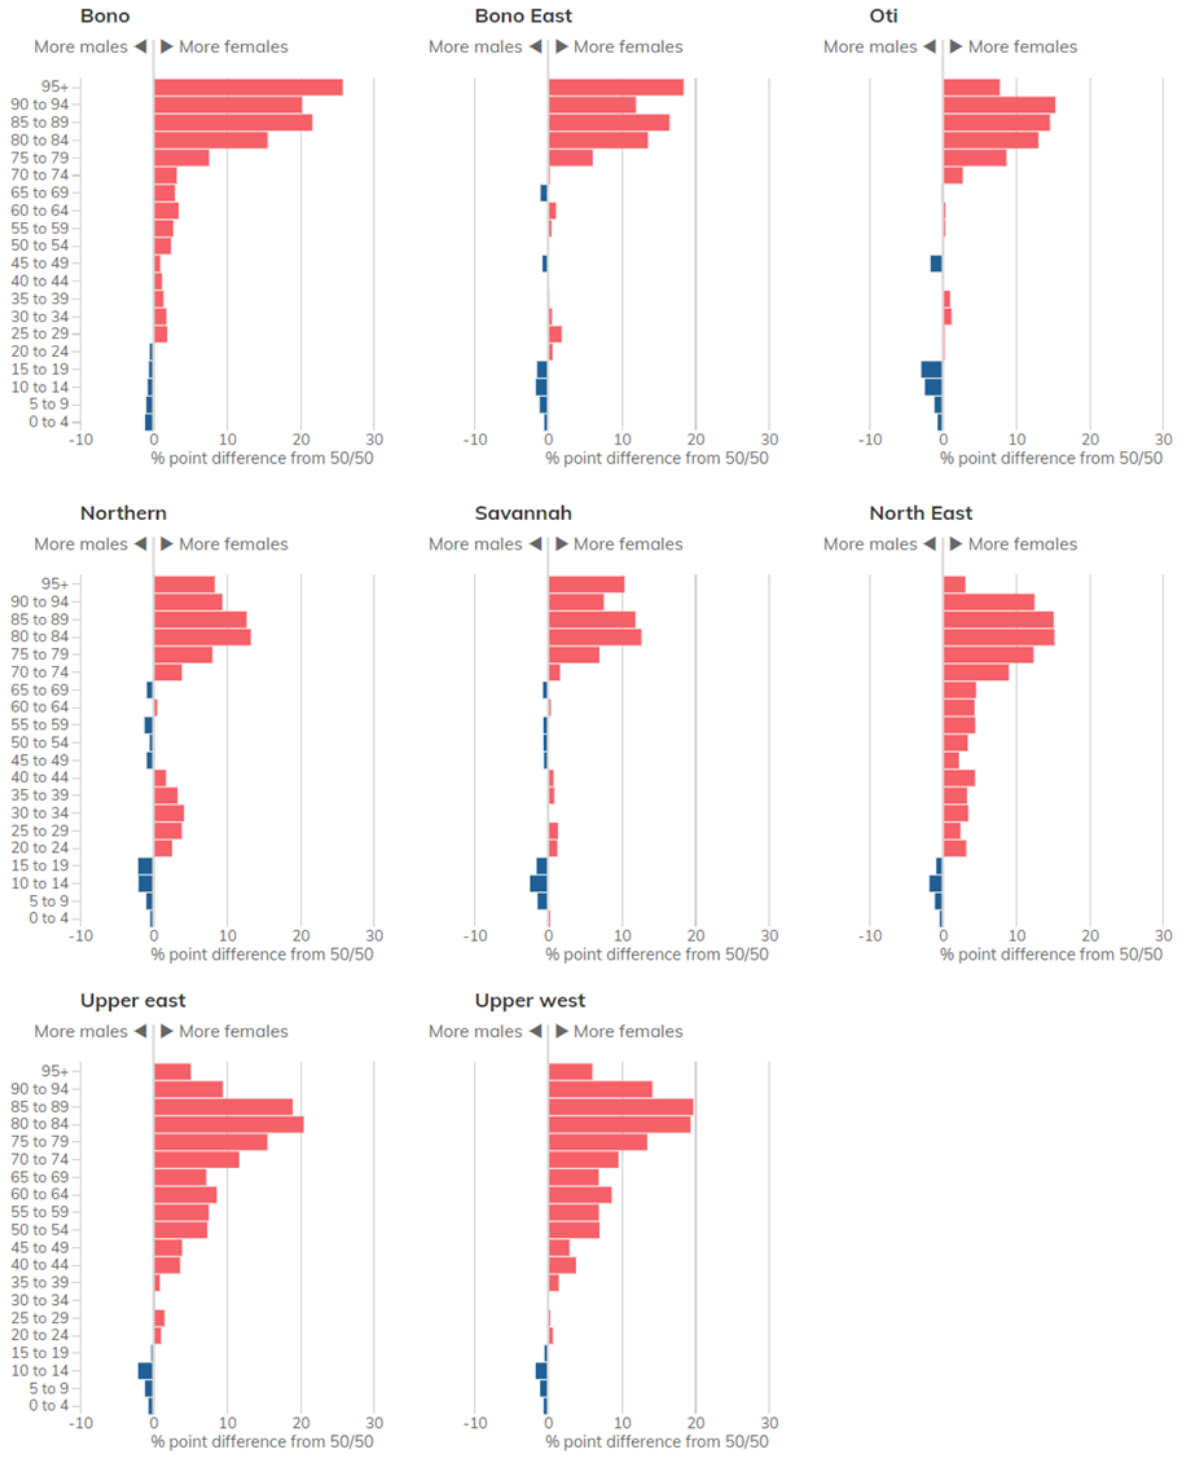 Bono Bono East Oti
More males ◀ ▶ More females More males ◀ ▶ More females More males ◀ ▶ More females
95+
90 to 94
85 to 89
80 to 84
75 to 79
70 to 74
65 to 69
60 to 64
55 to 59
50 to 54
45 to 49
40 to 44
35 to 39
30 to 34
25 to 29
20 to 24
15 to 19
10 to 14
5 to 9
0 to 4
-10 0 10 20 30 -10 0 10 20 30 -10 0 10 20 30
% point difference from 50/50 % point difference from 50/50 % point difference from 50/50
Northern Savannah North East
More males ◀ ▶ More females More males ◀ ▶ More females More males ◀ ▶ More females
95+
90 to 94
85 to 89
80 to 84
75 to 79
70 to 74
65 to 69
60 to 64
55 to 59
50 to 54
45 to 49
40 to 44
35 to 39
30 to 34
25 to 29
20 to 24
15 to 19
10 to 14
5 to 9
0 to 4
-10 0 10 20 30 -10 0 10 20 30 -10 0 10 20 30
% point difference from 50/50 % point difference from 50/50 % point difference from 50/50
Upper east Upper west
More males ◀ ▶ More females More males ◀ ▶ More females
95+
90 to 94
85 to 89
80 to 84
75 to 79
70 to 74
65 to 69
60 to 64
55 to 59
50 to 54
45 to 49
40 to 44
35 to 39
30 to 34
25 to 29
20 to 24
15 to 19
10 to 14
5 to 9
0 to 4
-10 0 10 20 30 -10 0 10 20 30
% point difference from 50/50 % point difference from 50/50